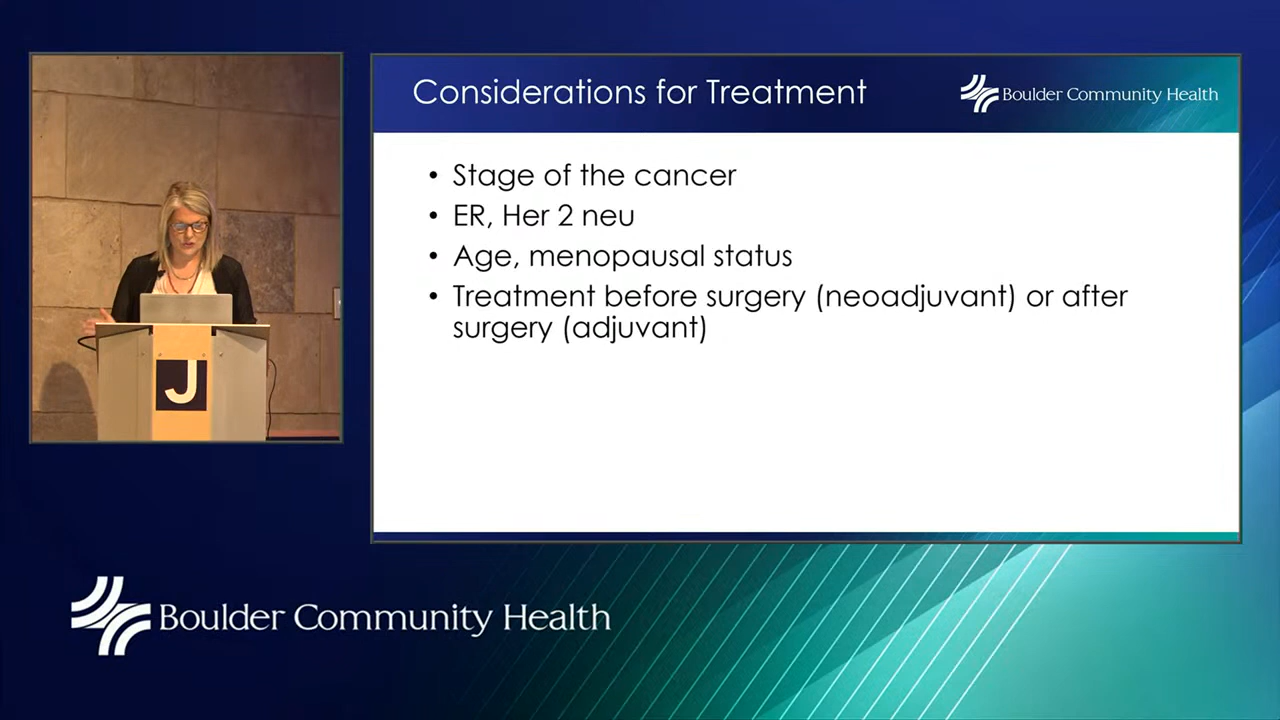 Considerations for Treatment
Boulder Community Health
• Stage of the cancer
• ER, Her 2 neu
• Age, menopausal status
• Treatment before surgery (neoadjuvant) or after
surgery (adjuvant)
J
Boulder Community Health